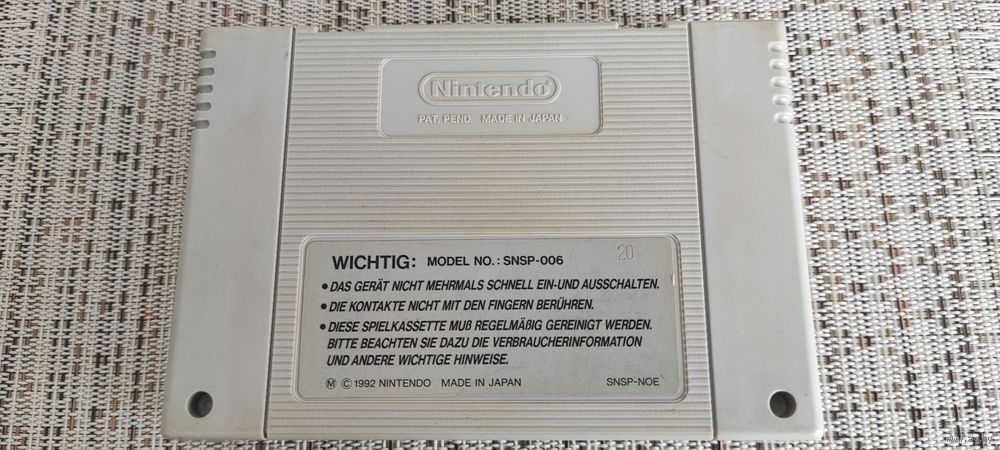 Nintendo®
PAT. PEND. MADE IN JAPAN
WICHTIG: MODEL NO.: SNSP-006
20
• DAS GERÄT NICHT MEHRMALS SCHNELL EIN-UND AUSSCHALTEN.
• DIE KONTAKTE NICHT MIT DEN FINGERN BERÜHREN.
• DIESE SPIELKASSETTE MUß REGELMÄßIG GEREINIGT WERDEN.
BITTE BEACHTEN SIE DAZU DIE VERBRAUCHERINFORMATION
UND ANDERE WICHTIGE HINWEISE.
Ⓜ © 1992 NINTENDO MADE IN JAPAN SNSP-NOE